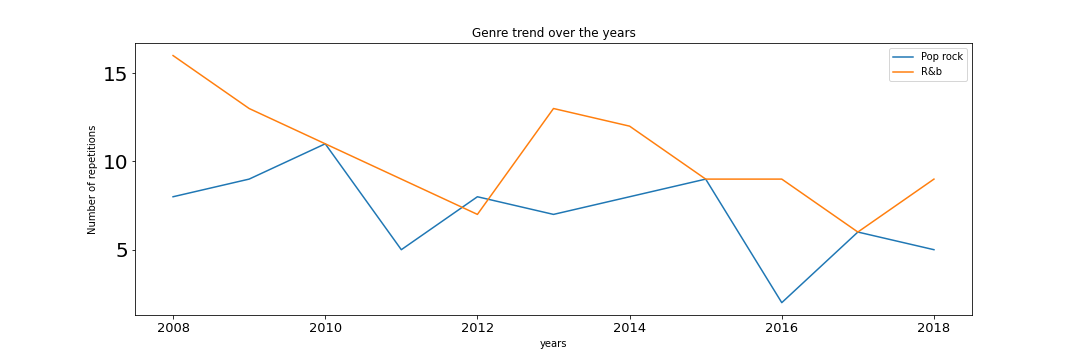 Genre trend over the years
Pop rock
R&b
15
10
5
Number of repetitions
2008 2010 2012 2014 2016 2018
years